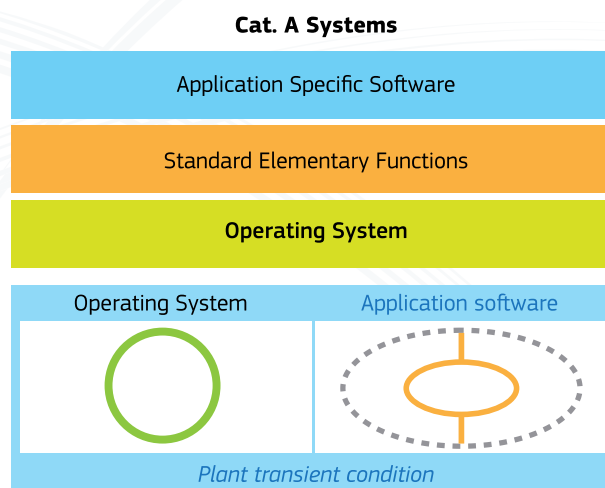 Cat. A Systems
Application Specific Software
Standard Elementary Functions
Operating System
Operating System
Application software
Plant transient condition